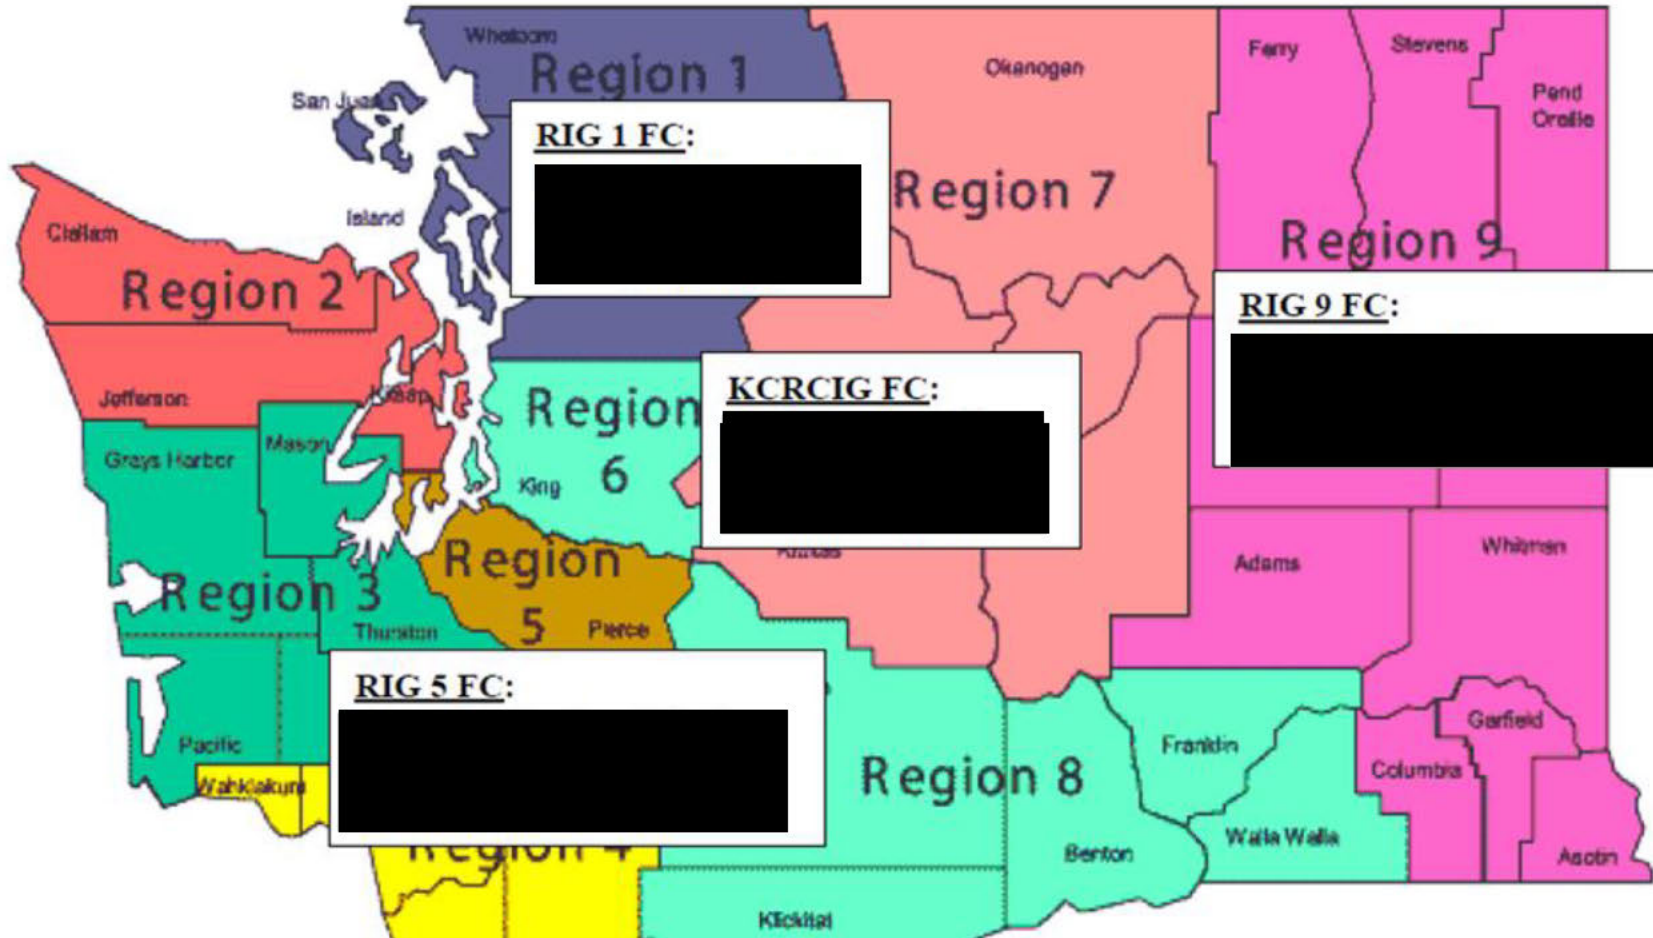 Whatcom
Region 1
San Juan
Island
RIG 1 FC:
Okanogan
Region 7
Ferry
Stevens
Pend
Oreille
Region 9
RIG 9 FC:
Clallam
Region 2
Jefferson
Kitsap
KCRCIG FC:
Region
6
King
Grays Harbor
Mason
Region 3
Thurston
Region
5
Pierce
Kittitas
Adams
Whitman
RIG 5 FC:
Pacific
Wahkiakum
Region 4
Region 8
Franklin
Benton
Walla Walla
Columbia
Garfield
Asotin
Klickitat